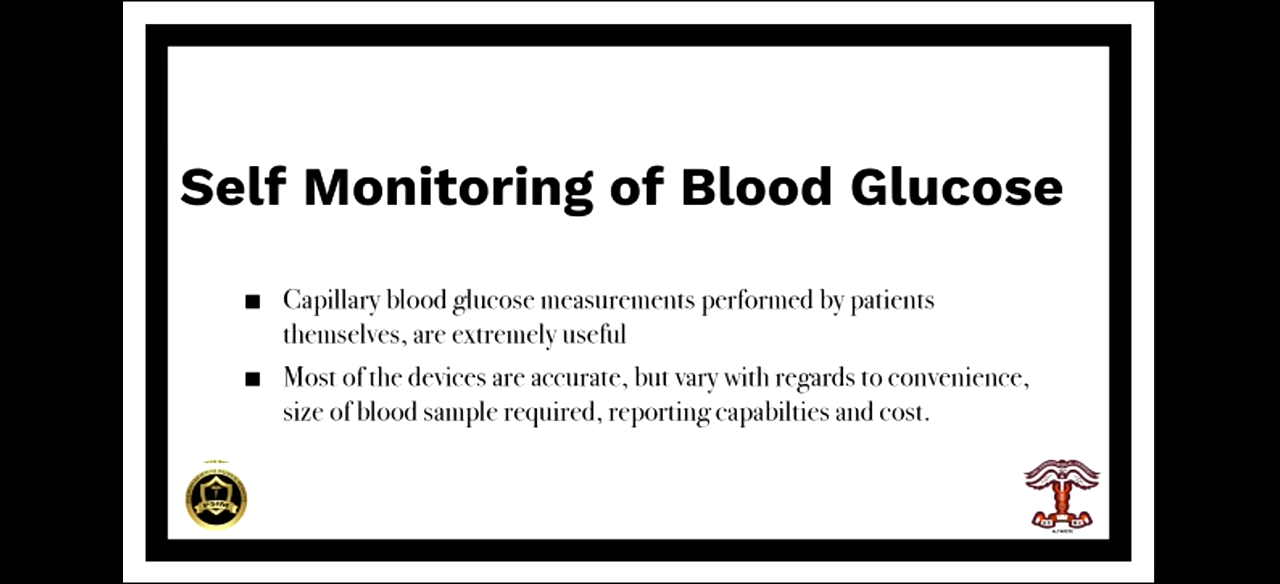 Self Monitoring of Blood Glucose
■ Capillary blood glucose measurements performed by patients
themselves, are extremely useful
■ Most of the devices are accurate, but vary with regards to convenience,
size of blood sample required, reporting capabilties and cost.